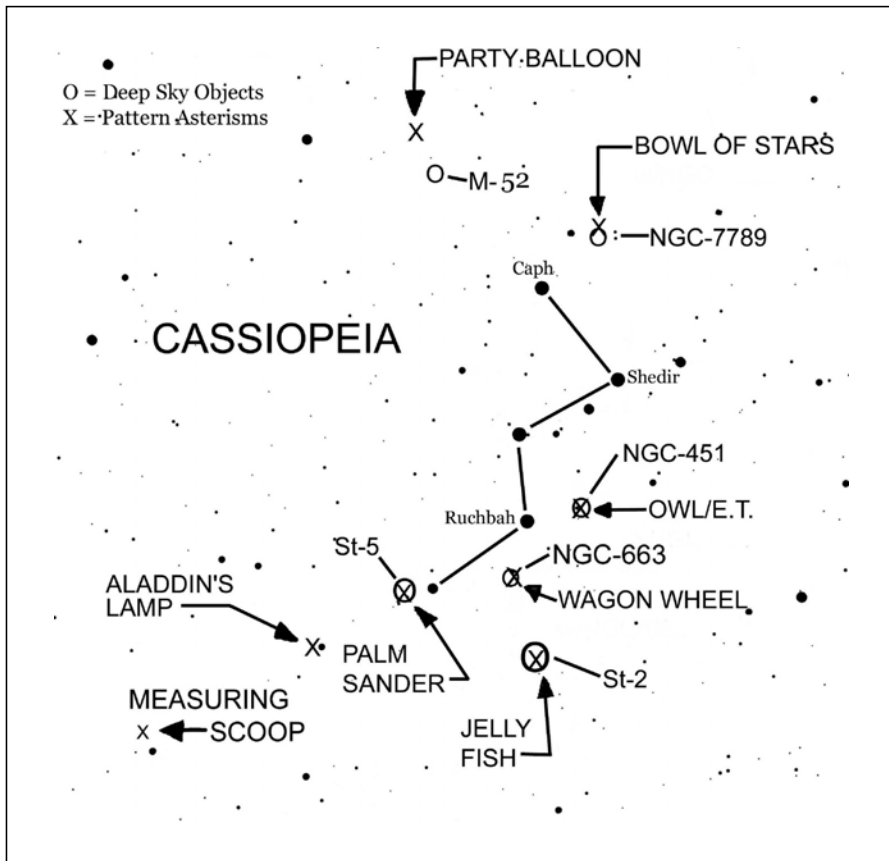 PARTY BALLOON
O = Deep Sky Objects
X = Pattern Asterisms
BOWL OF STARS
M-52
NGC-7789
Caph
CASSIOPEIA
Shedir
NGC-451
OWL/E.T.
Ruchbah
St-5
NGC-663
ALADDIN'S
LAMP
WAGON WHEEL
PALM
SANDER
St-2
MEASURING
SCOOP
JELLY
FISH